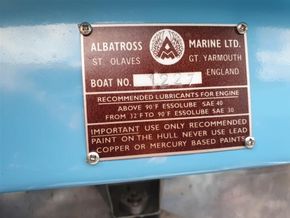 ALBATROSS MARINE LTD.
ST. OLAVES GT. YARMOUTH
BOAT NO. 1227 ENGLAND
RECOMMENDED LUBRICANTS FOR ENGINE
ABOVE 90°F ESSOLUBE SAE 40
FROM 32°F TO 90°F ESSOLUBE SAE 30
IMPORTANT USE ONLY RECOMMENDED
PAINT ON THE HULL NEVER USE LEAD
COPPER OR MERCURY BASED PAINTS